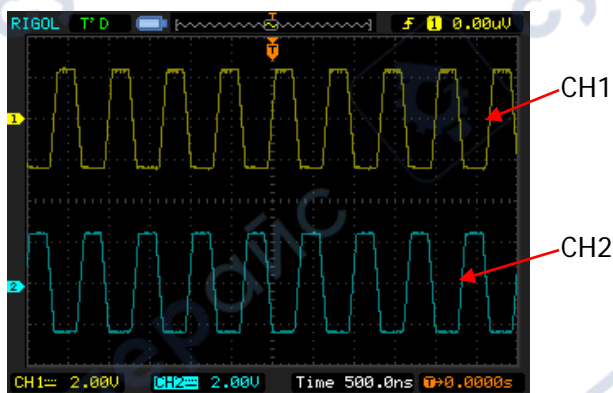 RIGOL T'D T f 1 0.00uV
T
CH1
1
CH2
2
CH1 2.00V CH2 2.00V Time 500.0ns T→0.0000s
ерайс